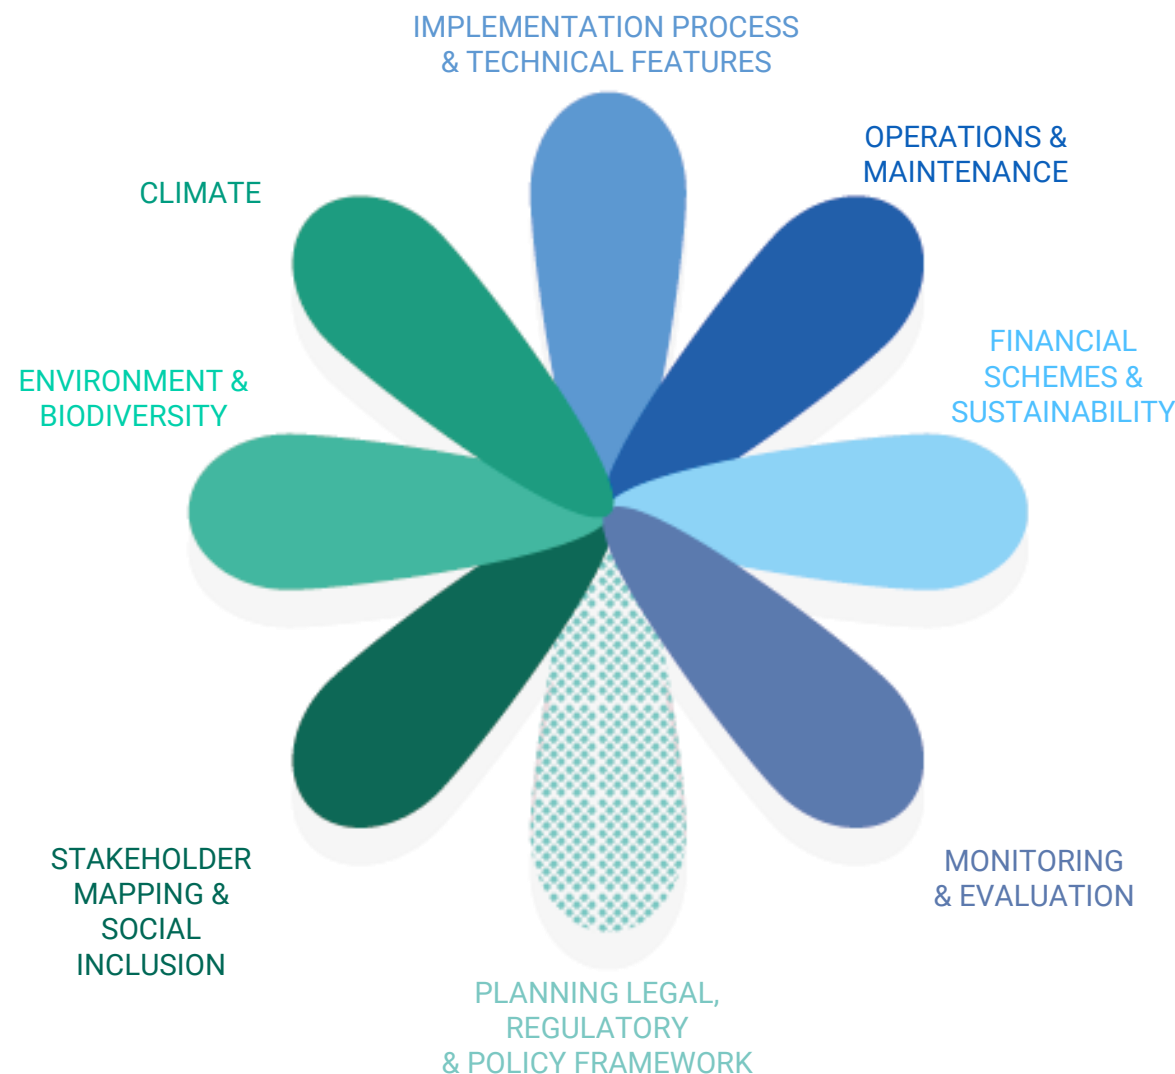 IMPLEMENTATION PROCESS
& TECHNICAL FEATURES
OPERATIONS &
MAINTENANCE
CLIMATE
FINANCIAL
SCHEMES &
SUSTAINABILITY
ENVIRONMENT &
BIODIVERSITY
STAKEHOLDER
MAPPING &
SOCIAL
INCLUSION
MONITORING
& EVALUATION
PLANNING LEGAL,
REGULATORY
& POLICY FRAMEWORK